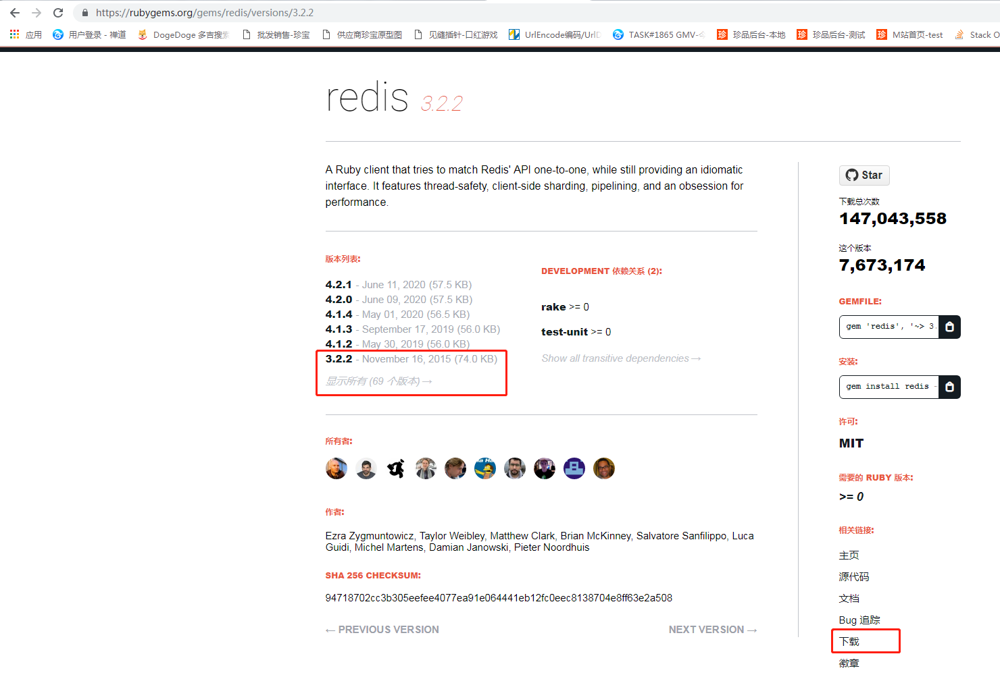 https://rubygems.org/gems/redis/versions/3.2.2
应用 用户登录 - 禅道 DogeDoge 多吉搜索 批发销售-珍宝 供应商珍宝原型图 见缝插针-口红游戏 UrlEncode编码/UrlD TASK#1865 GMV-今 珍品后台-本地 珍品后台-测试 M站首页-test Stack O
redis 3.2.2
A Ruby client that tries to match Redis' API one-to-one, while still providing an idiomatic
interface. It features thread-safety, client-side sharding, pipelining, and an obsession for
performance.
版本列表:
4.2.1 - June 11, 2020 (57.5 KB)
4.2.0 - June 09, 2020 (57.5 KB)
4.1.4 - May 01, 2020 (56.5 KB)
4.1.3 - September 17, 2019 (56.0 KB)
4.1.2 - May 30, 2019 (56.0 KB)
3.2.2 - November 16, 2015 (74.0 KB)
显示所有 (69 个版本) →
DEVELOPMENT 依赖关系 (2):
rake >= 0
test-unit >= 0
Show all transitive dependencies →
所有者:
作者:
Ezra Zygmuntowicz, Taylor Weibley, Matthew Clark, Brian McKinney, Salvatore Sanfilippo, Luca
Guidi, Michel Martens, Damian Janowski, Pieter Noordhuis
SHA 256 CHECKSUM:
94718702cc3b305eefee4077ea91e064441eb12fc0eec8138704e8ff63e2a508
← PREVIOUS VERSION NEXT VERSION →
Star
下载总次数
147,043,558
这个版本
7,673,174
GEMFILE:
gem 'redis', '~> 3.
安装:
gem install redis -
许可:
MIT
需要的 RUBY 版本:
>= 0
相关链接:
主页
源代码
文档
Bug 追踪
下载
徽章